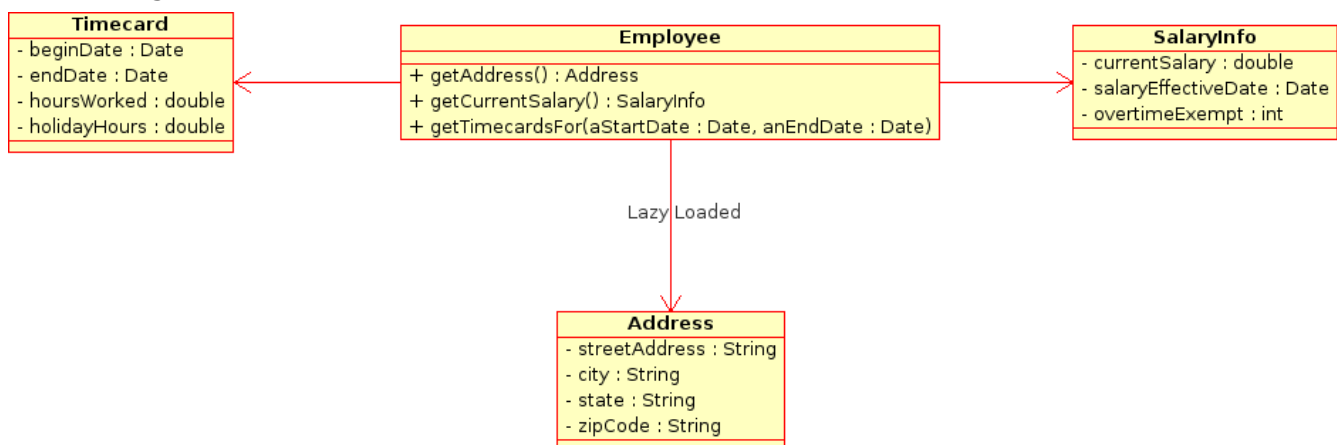 Timecard
- beginDate : Date
- endDate : Date
- hoursWorked : double
- holidayHours : double
Employee
+ getAddress() : Address
+ getCurrentSalary() : SalaryInfo
+ getTimecardsFor(aStartDate : Date, anEndDate : Date)
SalaryInfo
- currentSalary : double
- salaryEffectiveDate : Date
- overtimeExempt : int
Lazy Loaded
Address
- streetAddress : String
- city : String
- state : String
- zipCode : String